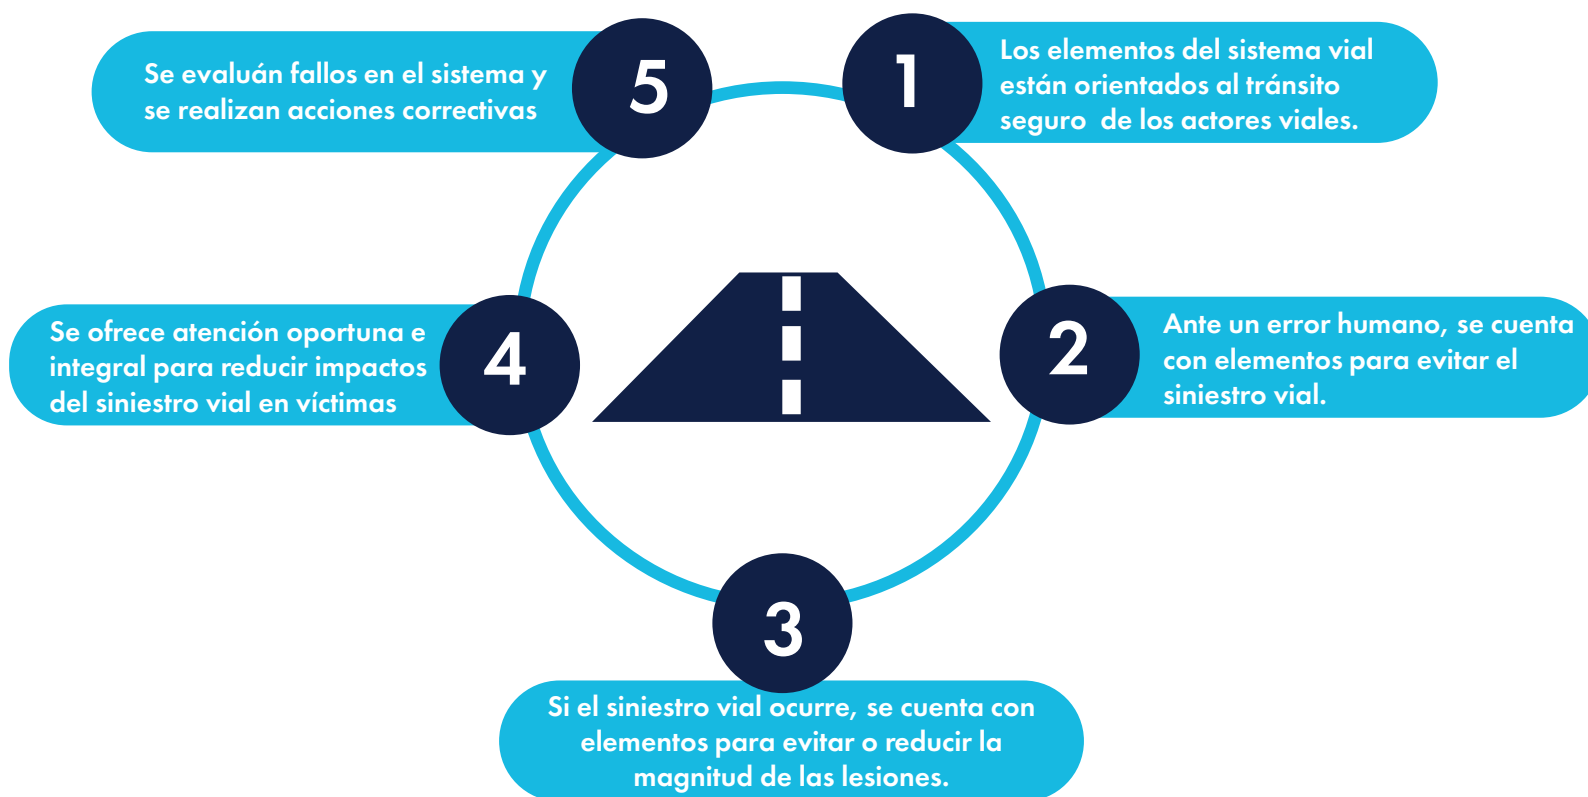 1
Los elementos del sistema vial
están orientados al tránsito
seguro  de los actores viales.
2
Ante un error humano, se cuenta
con elementos para evitar el
siniestro vial.
3
Si el siniestro vial ocurre, se cuenta con
elementos para evitar o reducir la
magnitud de las lesiones.
4
Se ofrece atención oportuna e
integral para reducir impactos
del siniestro vial en víctimas
5
Se evaluán fallos en el sistema y
se realizan acciones correctivas